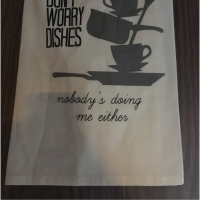 DON'T
WORRY
DISHES
nobody's doing
me either